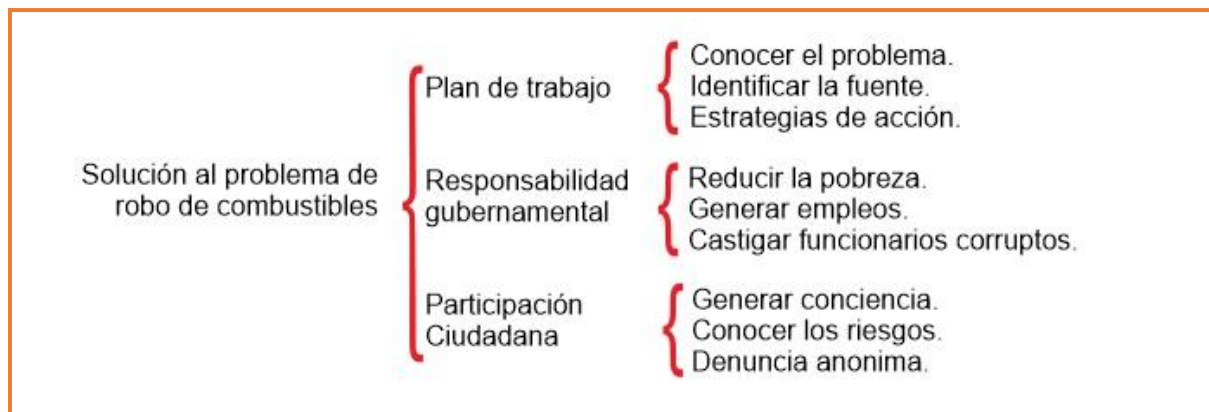 Solución al problema de
robo de combustibles
Plan de trabajo
Conocer el problema.
Identificar la fuente.
Estrategias de acción.
Responsabilidad
gubernamental
Reducir la pobreza.
Generar empleos.
Castigar funcionarios corruptos.
Participación
Ciudadana
Generar conciencia.
Conocer los riesgos.
Denuncia anonima.